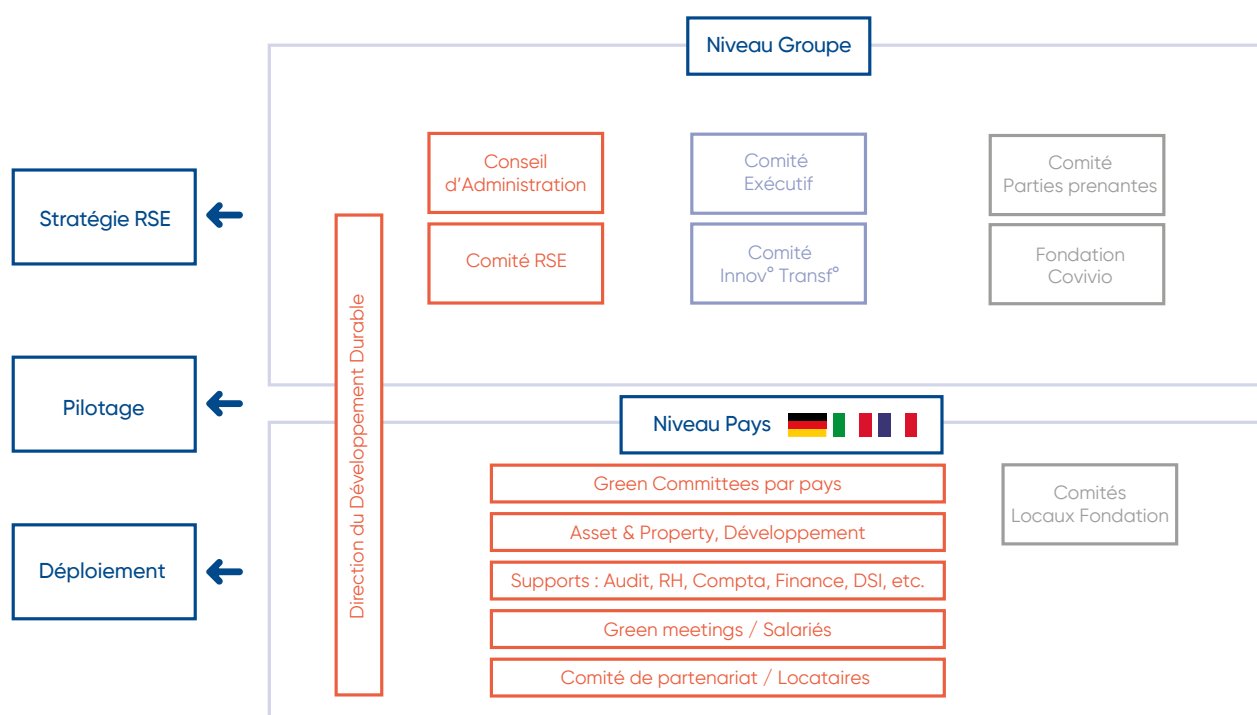 Niveau Groupe
Conseil
d'Administration
Comité
Exécutif
Comité
Parties prenantes
Stratégie RSE
Comité RSE
Comité
Innov° Transf°
Fondation
Covivio
Direction du Développement Durable
Pilotage
Niveau Pays
Green Committees par pays
Comités
Locaux Fondation
Asset & Property, Développement
Déploiement
Supports : Audit, RH, Compta, Finance, DSI, etc.
Green meetings / Salariés
Comité de partenariat / Locataires